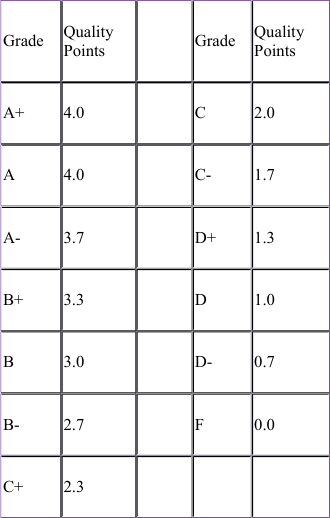 Grade Quality Points Grade Quality Points
A+ 4.0 C 2.0
A 4.0 C- 1.7
A- 3.7 D+ 1.3
B+ 3.3 D 1.0
B 3.0 D- 0.7
B- 2.7 F 0.0
C+ 2.3